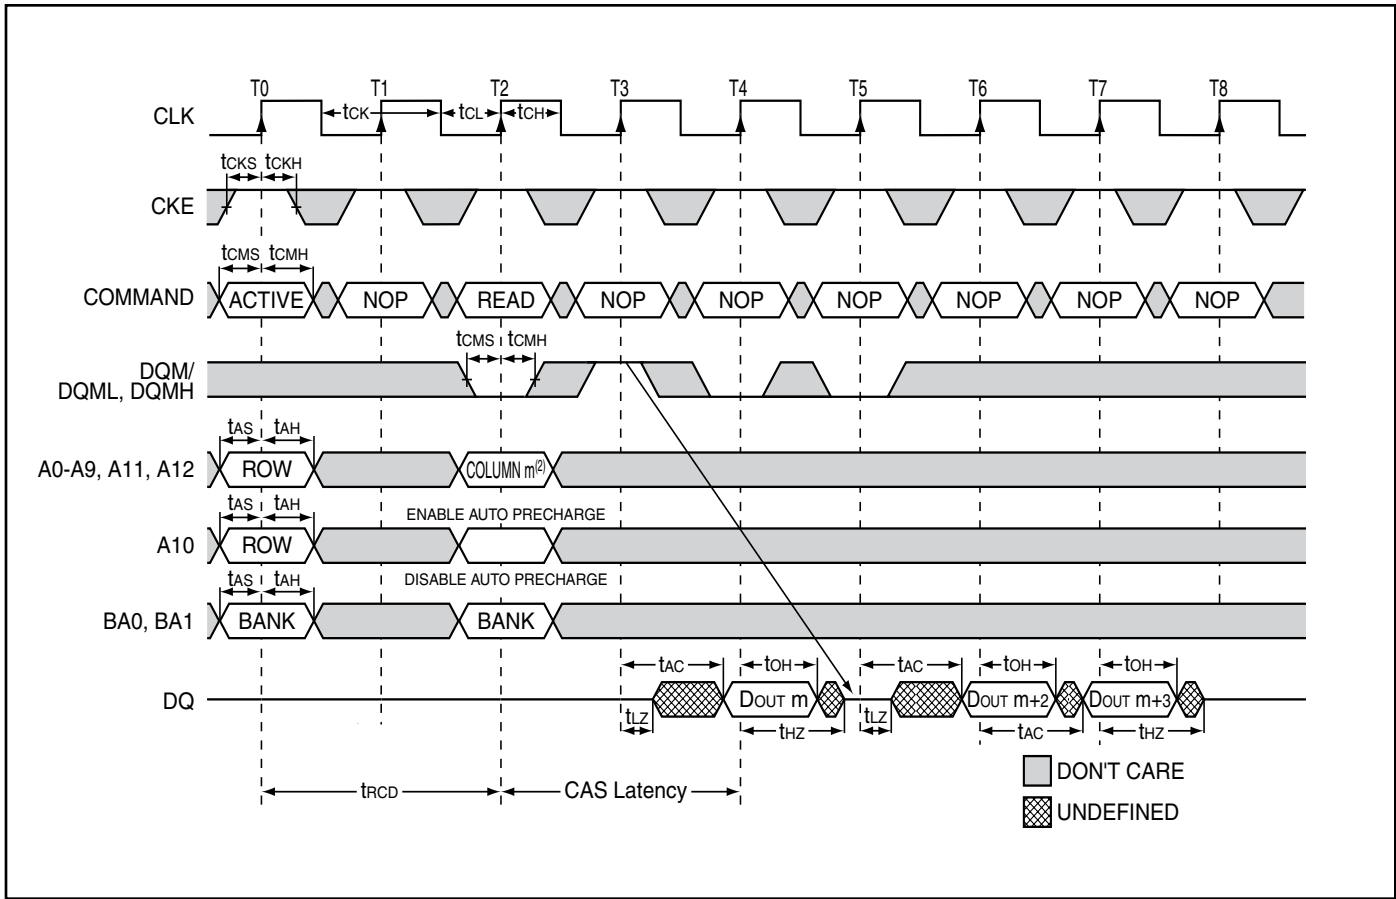 T0 T1 T2 T3 T4 T5 T6 T7 T8
CLK tCK tCL tCH
tCKS tCKH
CKE
tCMS tCMH
COMMAND ACTIVE NOP READ NOP NOP NOP NOP NOP NOP
tCMS tCMH
DQM/
DQML, DQMH
tAS tAH
A0-A9, A11, A12 ROW COLUMN m(2)
tAS tAH ENABLE AUTO PRECHARGE
A10 ROW
tAS tAH DISABLE AUTO PRECHARGE
BA0, BA1 BANK BANK
tAC tOH tAC tOH tOH
DQ DOUT m DOUT m+2 DOUT m+3
tLZ tHZ tLZ tAC tHZ
DON'T CARE
tRCD CAS Latency
UNDEFINED